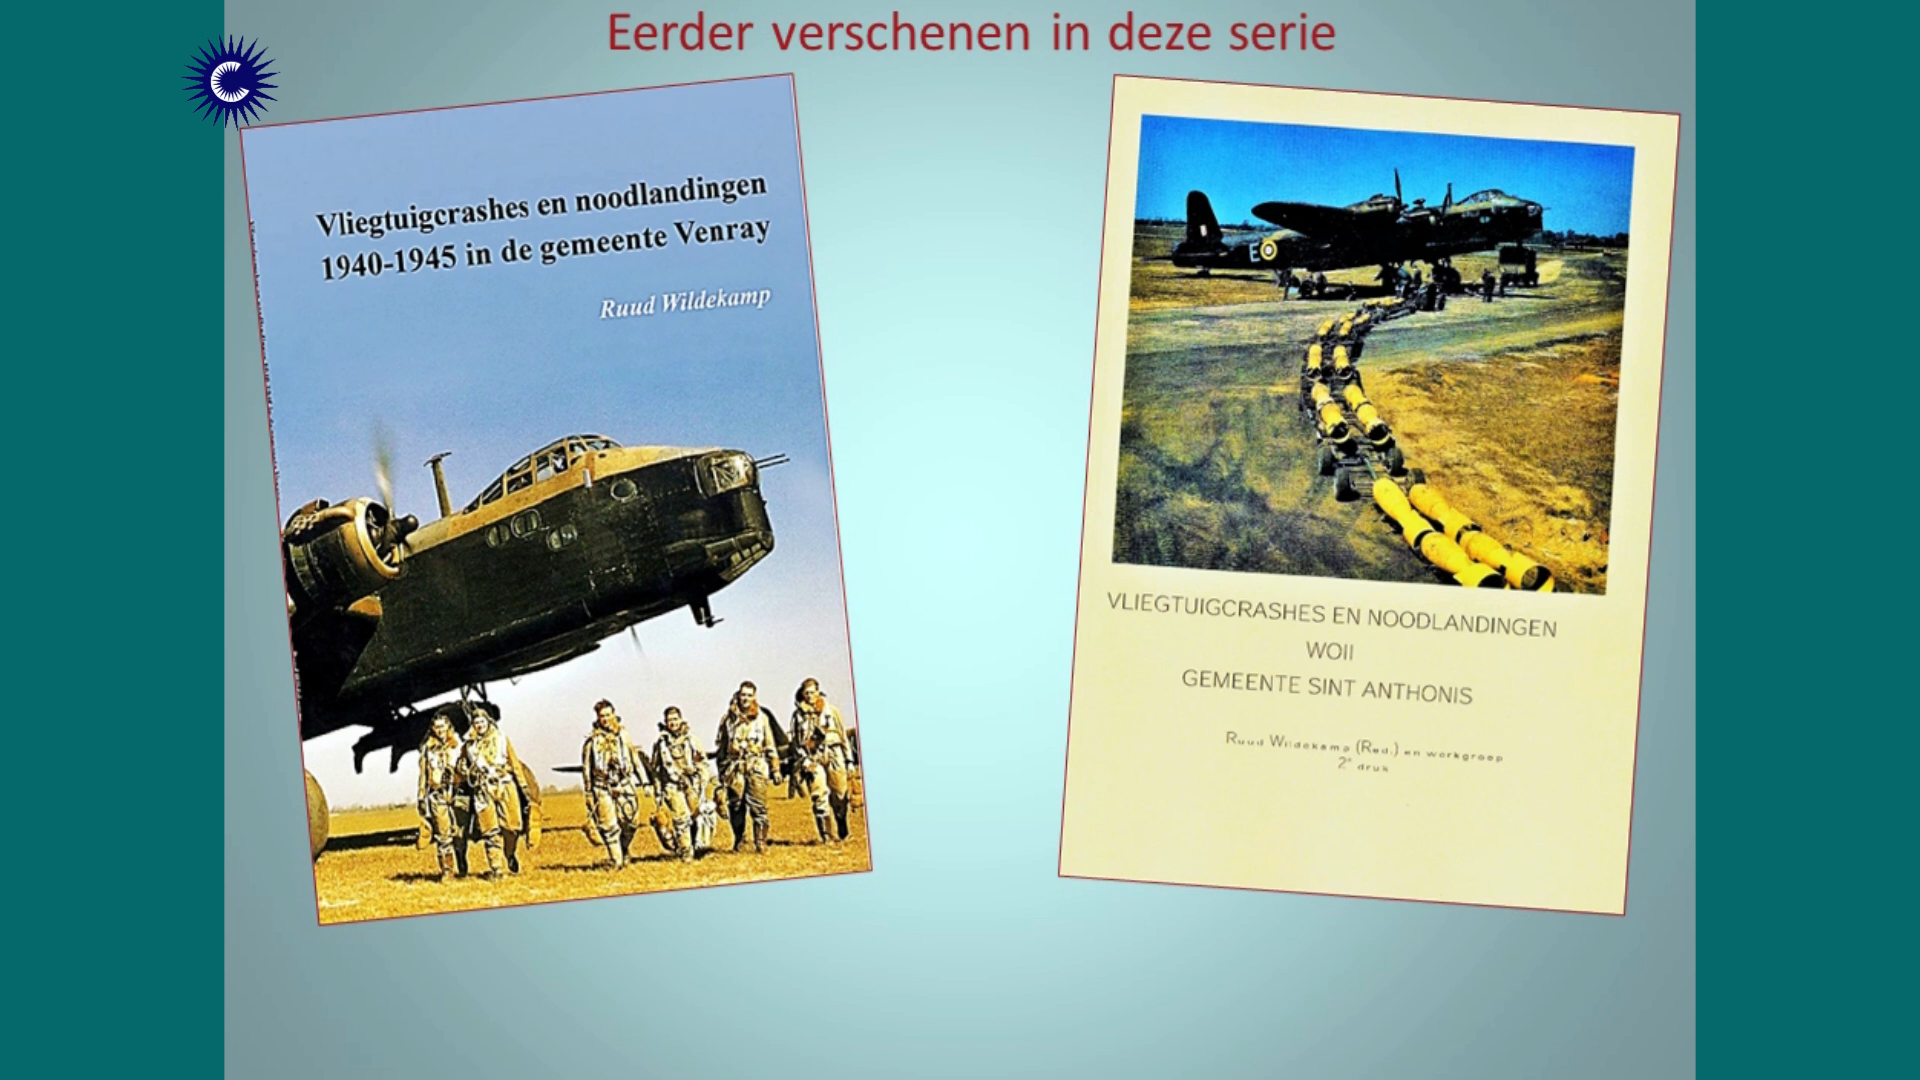 Eerder verschenen in deze serie
C
Vliegtuigcrashes en noodlandingen
1940-1945 in de gemeente Venray
Ruud Wildekamp
E
VLIEGTUIGCRASHES EN NOODLANDINGEN
WOII
GEMEENTE SINT ANTHONIS
Ruud Wildekamp (Red.) en werkgroep
2e druk